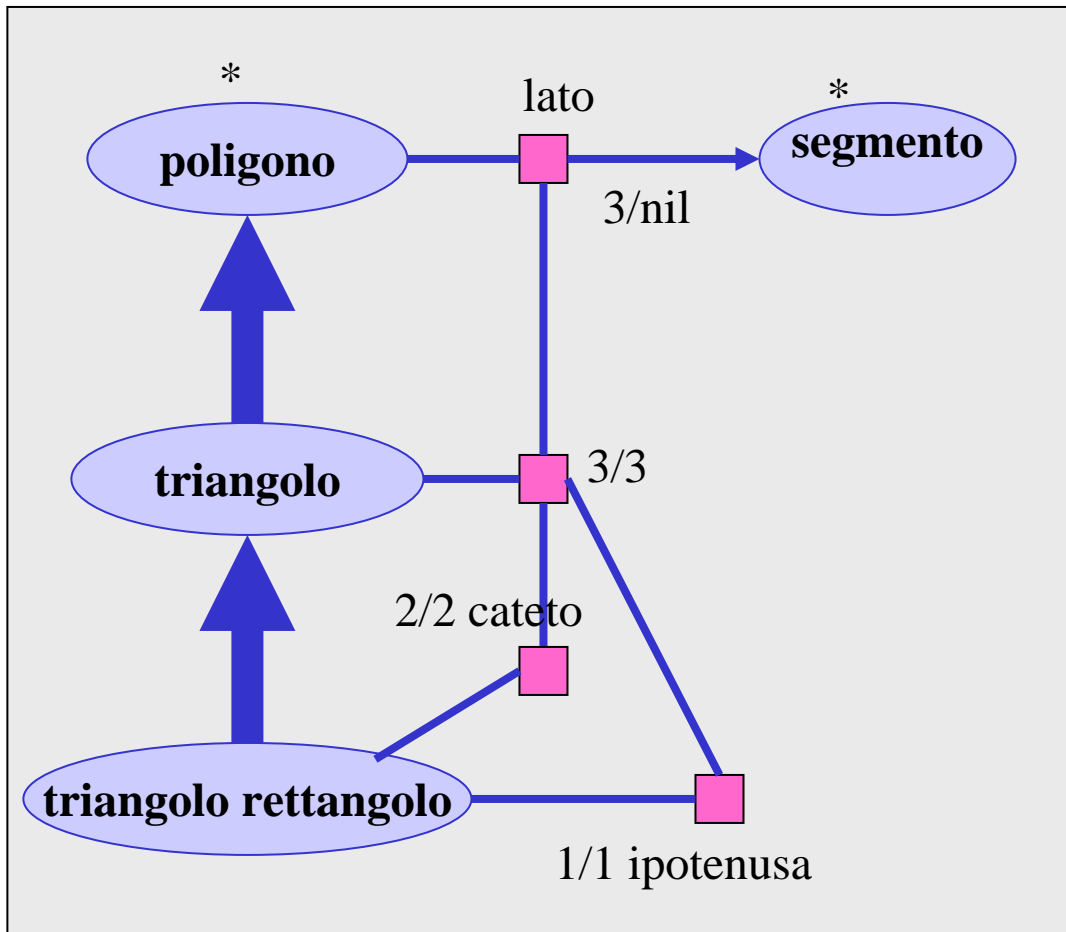 *
*
lato
poligono
segmento
3/nil
triangolo
3/3
2/2 cateto
triangolo rettangolo
1/1 ipotenusa